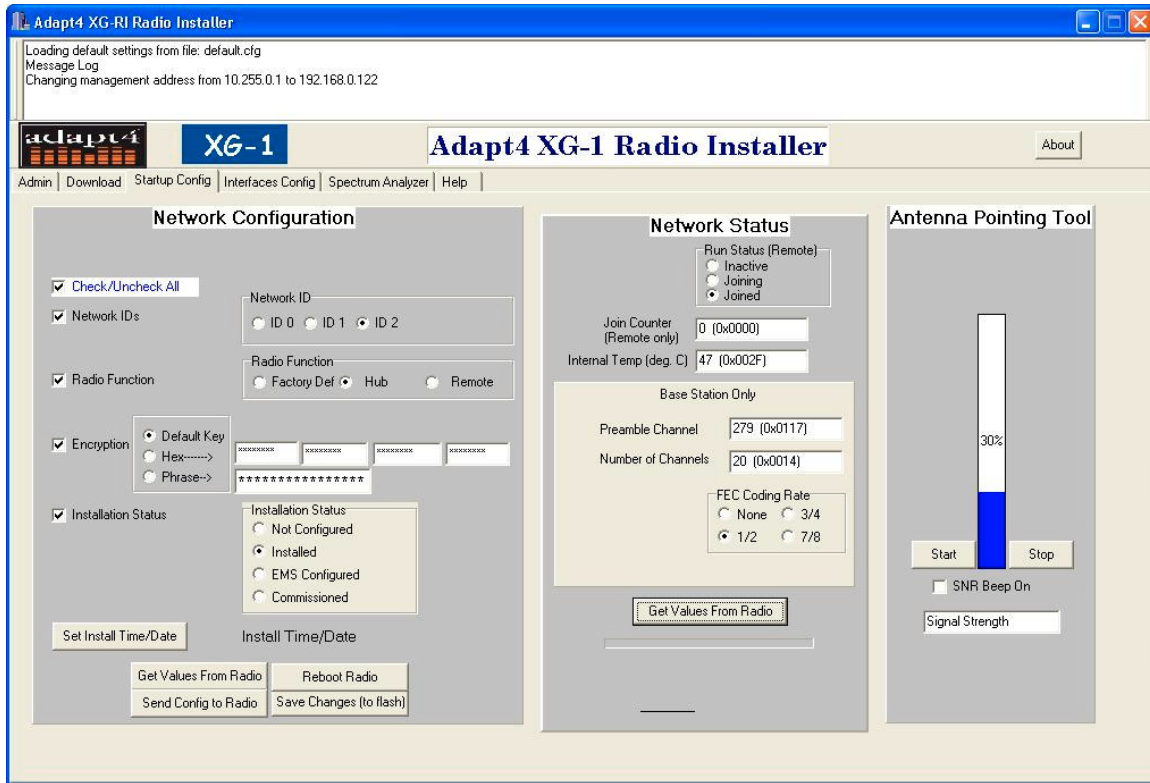 Adapt4 XG-RI Radio Installer
Loading default settings from file: default.cfg
Message Log
Changing management address from 10.255.0.1 to 192.168.0.122
adapt4
XG-1
Adapt4 XG-1 Radio Installer
About
Admin
Download
Startup Config
Interfaces Config
Spectrum Analyzer
Help
Network Configuration
Check/Uncheck All
Network IDs
Network ID
ID 0
ID 1
ID 2
Radio Function
Radio Function
Factory Def
Hub
Remote
Encryption
Default Key
Hex------>
Phrase-->
******** ******** ******** ********
****************
Installation Status
Installation Status
Not Configured
Installed
EMS Configured
Commissioned
Set Install Time/Date
Install Time/Date
Get Values From Radio
Reboot Radio
Send Config to Radio
Save Changes (to flash)
Network Status
Run Status (Remote)
Inactive
Joining
Joined
Join Counter
(Remote only)
0 (0x0000)
Internal Temp (deg. C)
47 (0x002F)
Base Station Only
Preamble Channel
279 (0x0117)
Number of Channels
20 (0x0014)
FEC Coding Rate
None
3/4
1/2
7/8
Get Values From Radio
Antenna Pointing Tool
30%
Start
Stop
SNR Beep On
Signal Strength